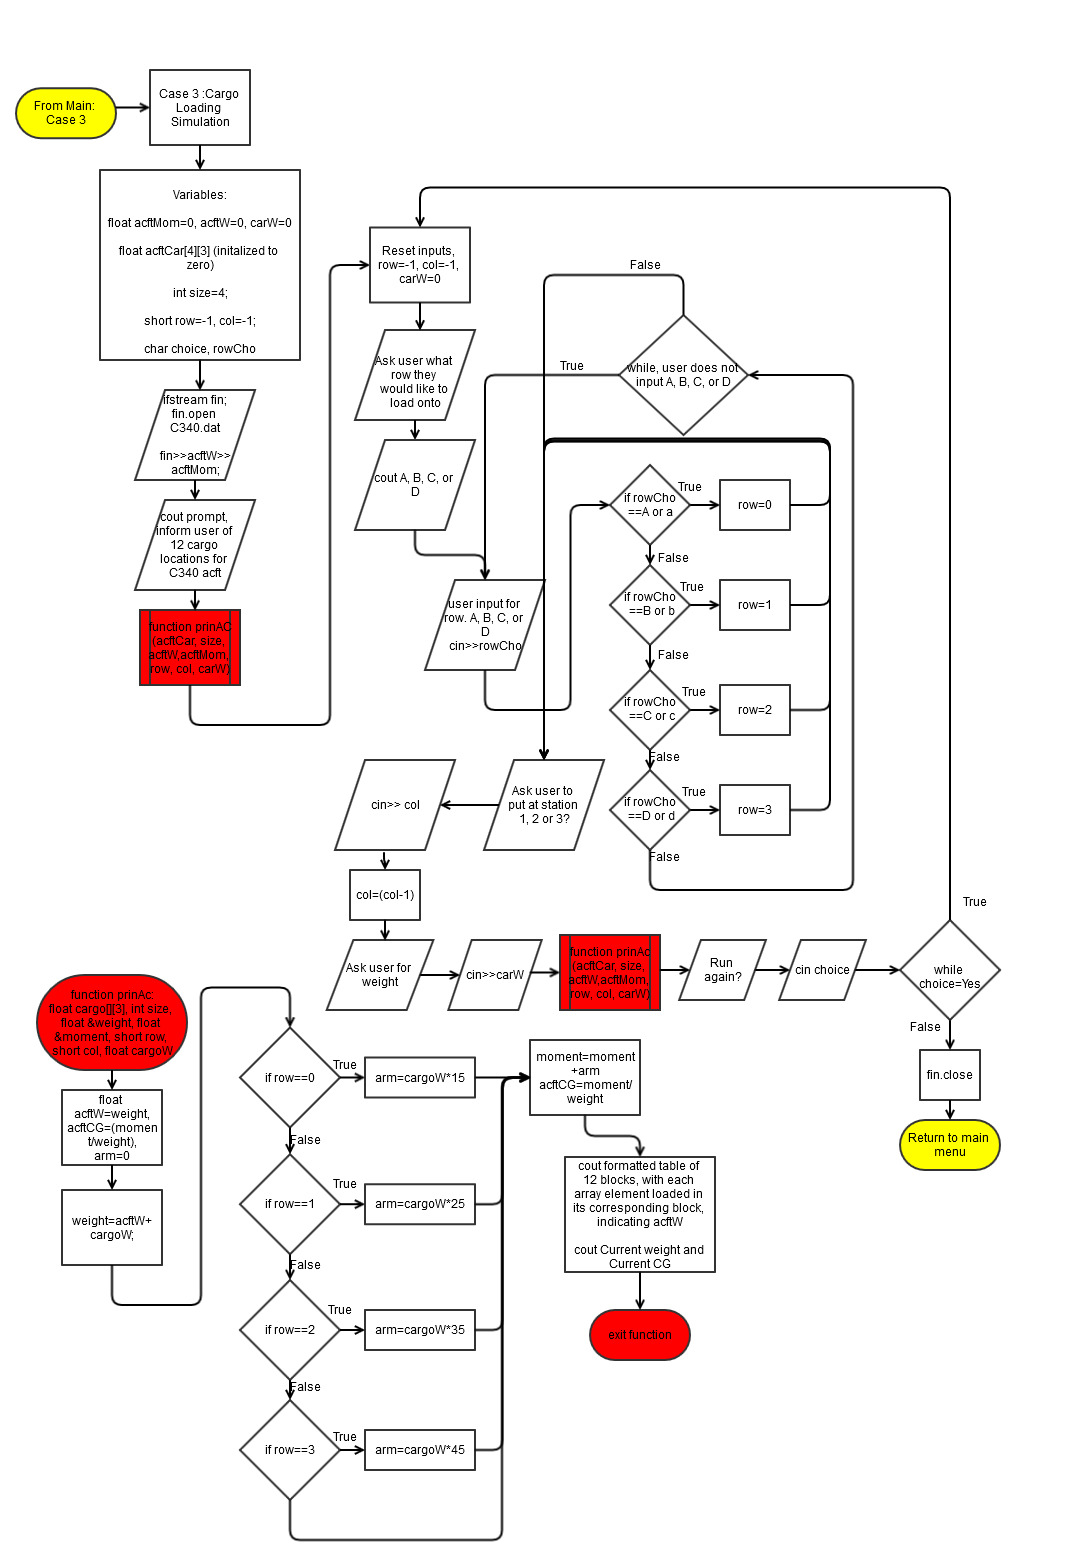 From Main:
Case 3
Case 3 :Cargo
Loading
Simulation
Variables:
float acftMom=0, acftW=0, carW=0
float acftCar[4][3] (initalized to
zero)
int size=4;
short row=-1, col=-1;
char choice, rowCho
ifstream fin;
fin.open
C340.dat
fin>>acftW>>
acftMom;
cout prompt,
inform user of
12 cargo
locations for
C340 acft
function prinAC
(acftCar, size,
acftW,acftMom,
row, col, carW)
Reset inputs,
row=-1, col=-1,
carW=0
Ask user what
row they
would like to
load onto
cout A, B, C, or
D
user input for
row. A, B, C, or
D
cin>>rowCho
False
while, user does not
input A, B, C, or D
True
if rowCho
==A or a
True
row=0
False
if rowCho
==B or b
True
row=1
False
if rowCho
==C or c
True
row=2
False
if rowCho
==D or d
True
row=3
False
Ask user to
put at station
1, 2 or 3?
cin>> col
col=(col-1)
Ask user for
weight
cin>>carW
function prinAc
(acftCar, size,
acftW,acftMom,
row, col, carW)
Run
again?
cin choice
while
choice=Yes
True
False
fin.close
Return to main
menu
function prinAc:
float cargo[][3], int size,
float &weight, float
&moment, short row,
short col, float cargoW
float
acftW=weight,
acftCG=(momen
t/weight),
arm=0
weight=acftW+
cargoW;
if row==0
True
arm=cargoW*15
False
if row==1
True
arm=cargoW*25
False
if row==2
True
arm=cargoW*35
False
if row==3
True
arm=cargoW*45
moment=moment
+arm
acftCG=moment/
weight
cout formatted table of
12 blocks, with each
array element loaded in
its corresponding block,
indicating acftW
cout Current weight and
Current CG
exit function